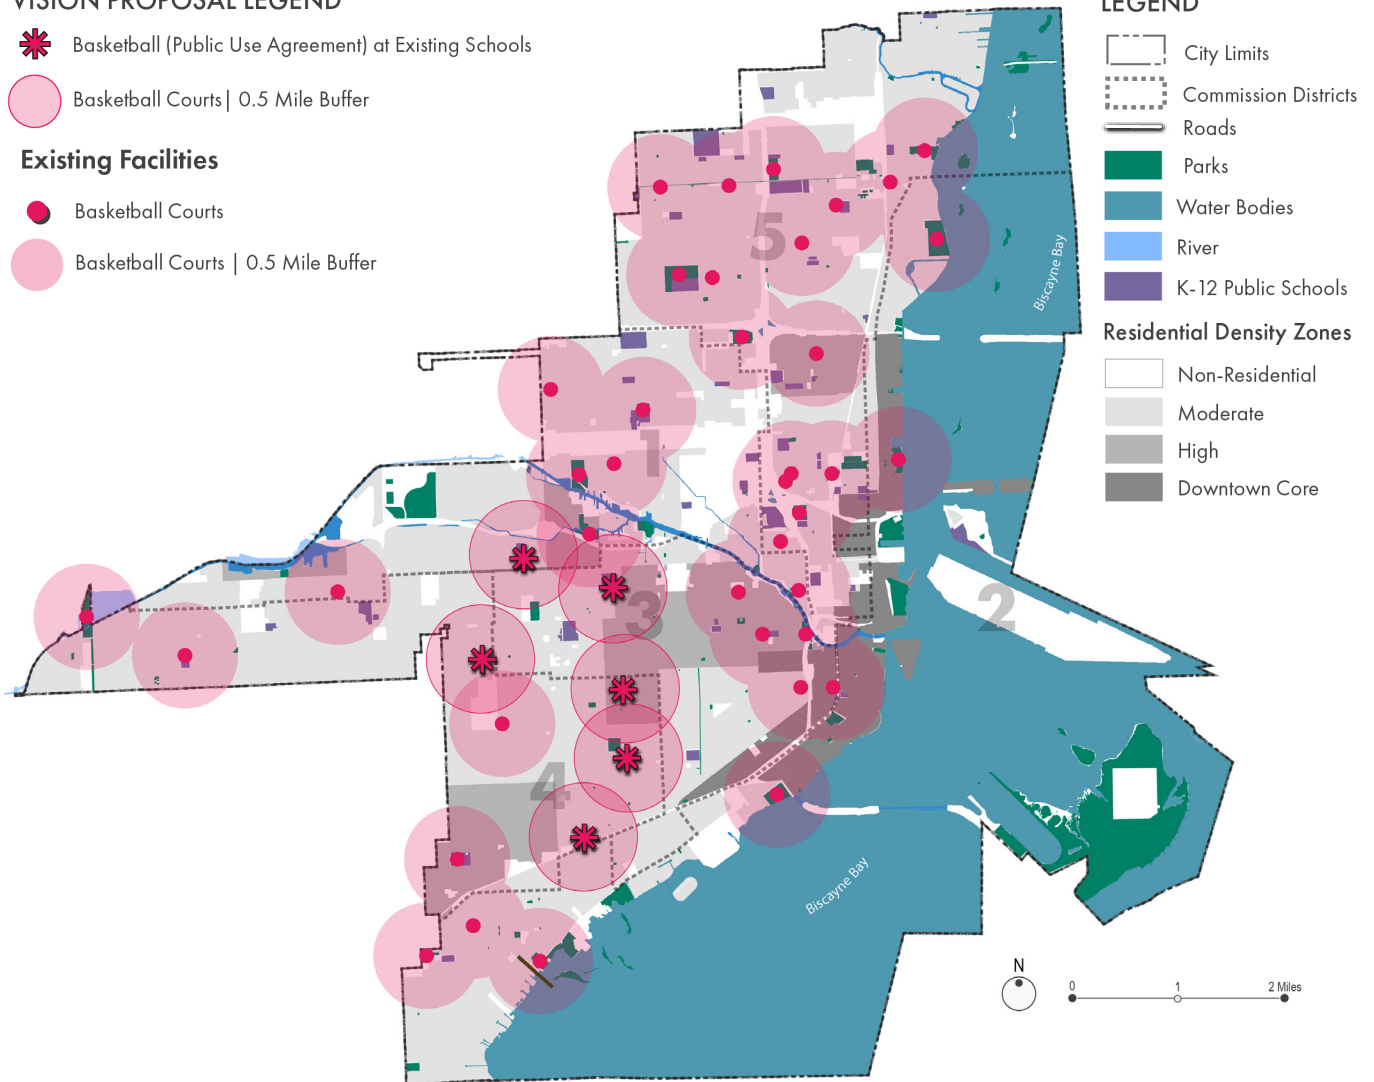 VISION PROPOSAL LEGEND
Basketball (Public Use Agreement) at Existing Schools
Basketball Courts| 0.5 Mile Buffer
Existing Facilities
Basketball Courts
Basketball Courts | 0.5 Mile Buffer
LEGEND
City Limits
Commission Districts
Roads
Parks
Water Bodies
River
K-12 Public Schools
Residential Density Zones
Non-Residential
Moderate
High
Downtown Core
5
Biscayne Bay
1
3
2
4
Biscayne Bay
N
0 1 2 Miles